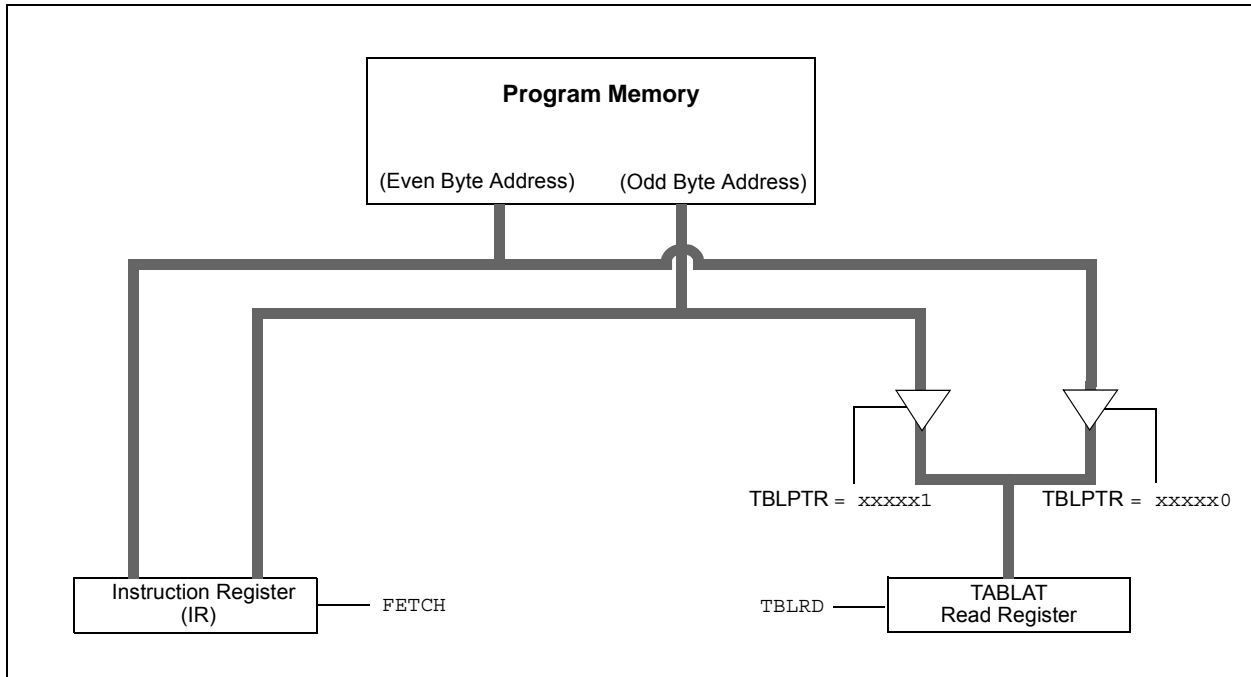 Program Memory
(Even Byte Address) (Odd Byte Address)
TBLPTR = xxxxx1 TBLPTR = xxxxx0
Instruction Register
(IR)
FETCH
TBLRD
TABLAT
Read Register